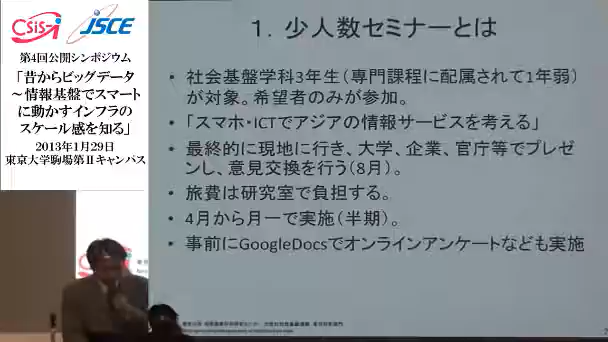 CSiS-i JSCE
第4回公開シンポジウム
「昔からビッグデータ
～情報基盤でスマート
に動かすインフラの
スケール感を知る」
2013年1月29日
東京大学駒場第Ⅱキャンパス
1. 少人数セミナーとは
• 社会基盤学科3年生（専門課程に配属されて1年弱）
が対象。希望者のみが参加。
• 「スマホ・ICTでアジアの情報サービスを考える」
• 最終的に現地に行き、大学、企業、官庁等でプレゼ
ンし、意見交換を行う（8月）。
• 旅費は研究室で負担する。
• 4月から月一で実施（半期）。
• 事前にGoogleDocsでオンラインアンケートなども実施